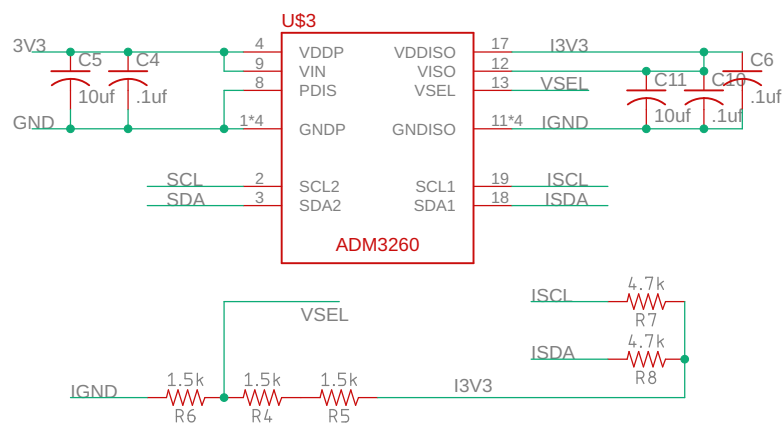 U$3
3V3 C5 C4 4 VDDP VDDISO 17 I3V3 C6
9 VIN VISO 12 C11 C10
10uf .1uf 8 PDIS VSEL 13 VSEL .1uf
GND 1*4 GNDP GNDISO 11*4 IGND 10uf .1uf
SCL 2 SCL2 SCL1 19 ISCL
SDA 3 SDA2 SDA1 18 ISDA
ADM3260
VSEL ISCL 4.7k R7
ISDA 4.7k R8
IGND 1.5k 1.5k 1.5k I3V3
R6 R4 R5